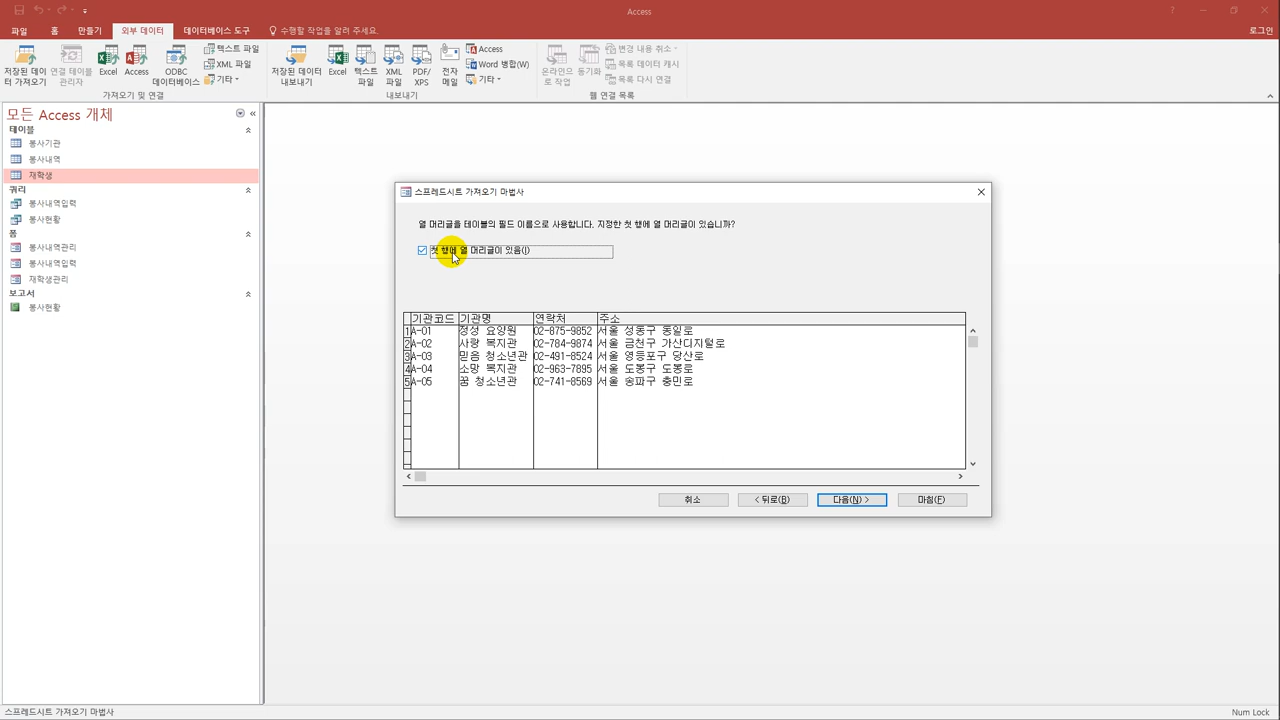 Access
파일 홈 만들기 외부 데이터 데이터베이스 도구 수행할 작업을 알려 주세요. 로그인
저장된 데이터 가져오기 연결 테이블 관리자 Excel Access ODBC 데이터베이스
텍스트 파일
XML 파일
기타
가져오기 및 연결
저장된 데이터 내보내기 Excel 텍스트 파일 XML 파일 PDF/XPS 전자 메일
Access
Word 병합(W)
기타
내보내기
온라인으로 작업 동기화
변경 내용 취소
목록 데이터 캐시
목록 다시 연결
웹 연결 목록
모든 Access 개체
테이블
봉사기관
봉사내역
재학생
쿼리
봉사내역입력
봉사현황
폼
봉사내역관리
봉사내역입력
재학생관리
보고서
봉사현황
스프레드시트 가져오기 마법사
열 머리글을 테이블의 필드 이름으로 사용합니다. 지정한 첫 행에 열 머리글이 있습니까?
첫 행에 열 머리글이 있음(I)
기관코드 기관명 연락처 주소
1 A-01 정성 요양원 02-875-9852 서울 성동구 동일로
2 A-02 사랑 복지관 02-784-9874 서울 금천구 가산디지털로
3 A-03 믿음 청소년관 02-491-8524 서울 영등포구 당산로
4 A-04 소망 복지관 02-963-7895 서울 도봉구 도봉로
5 A-05 꿈 청소년관 02-741-8569 서울 송파구 충민로
취소 < 뒤로(B) 다음(N) > 마침(F)
스프레드시트 가져오기 마법사 Num Lock